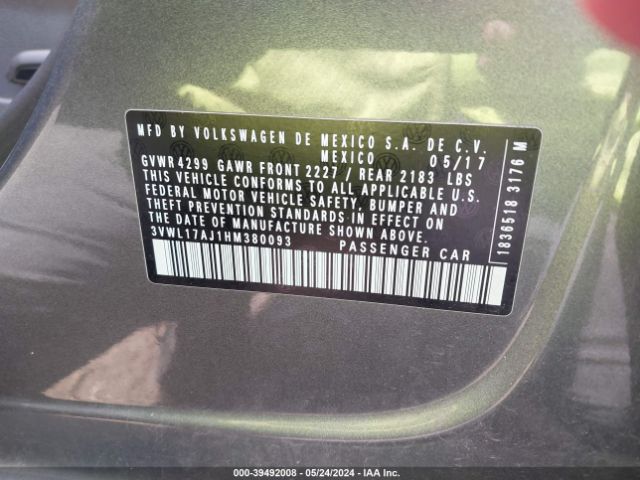 MFD BY VOLKSWAGEN DE MEXICO S.A. DE C.V.
MEXICO 05/17
GVWR 4299 GAWR FRONT 2227 / REAR 2183 LBS
THIS VEHICLE CONFORMS TO ALL APPLICABLE U.S.
FEDERAL MOTOR VEHICLE SAFETY, BUMPER AND
THEFT PREVENTION STANDARDS IN EFFECT ON
THE DATE OF MANUFACTURE SHOWN ABOVE.
3VWL17AJ1HM380093 PASSENGER CAR
1836518 3176 M
000-39492008 - 05/24/2024 - IAA Inc.